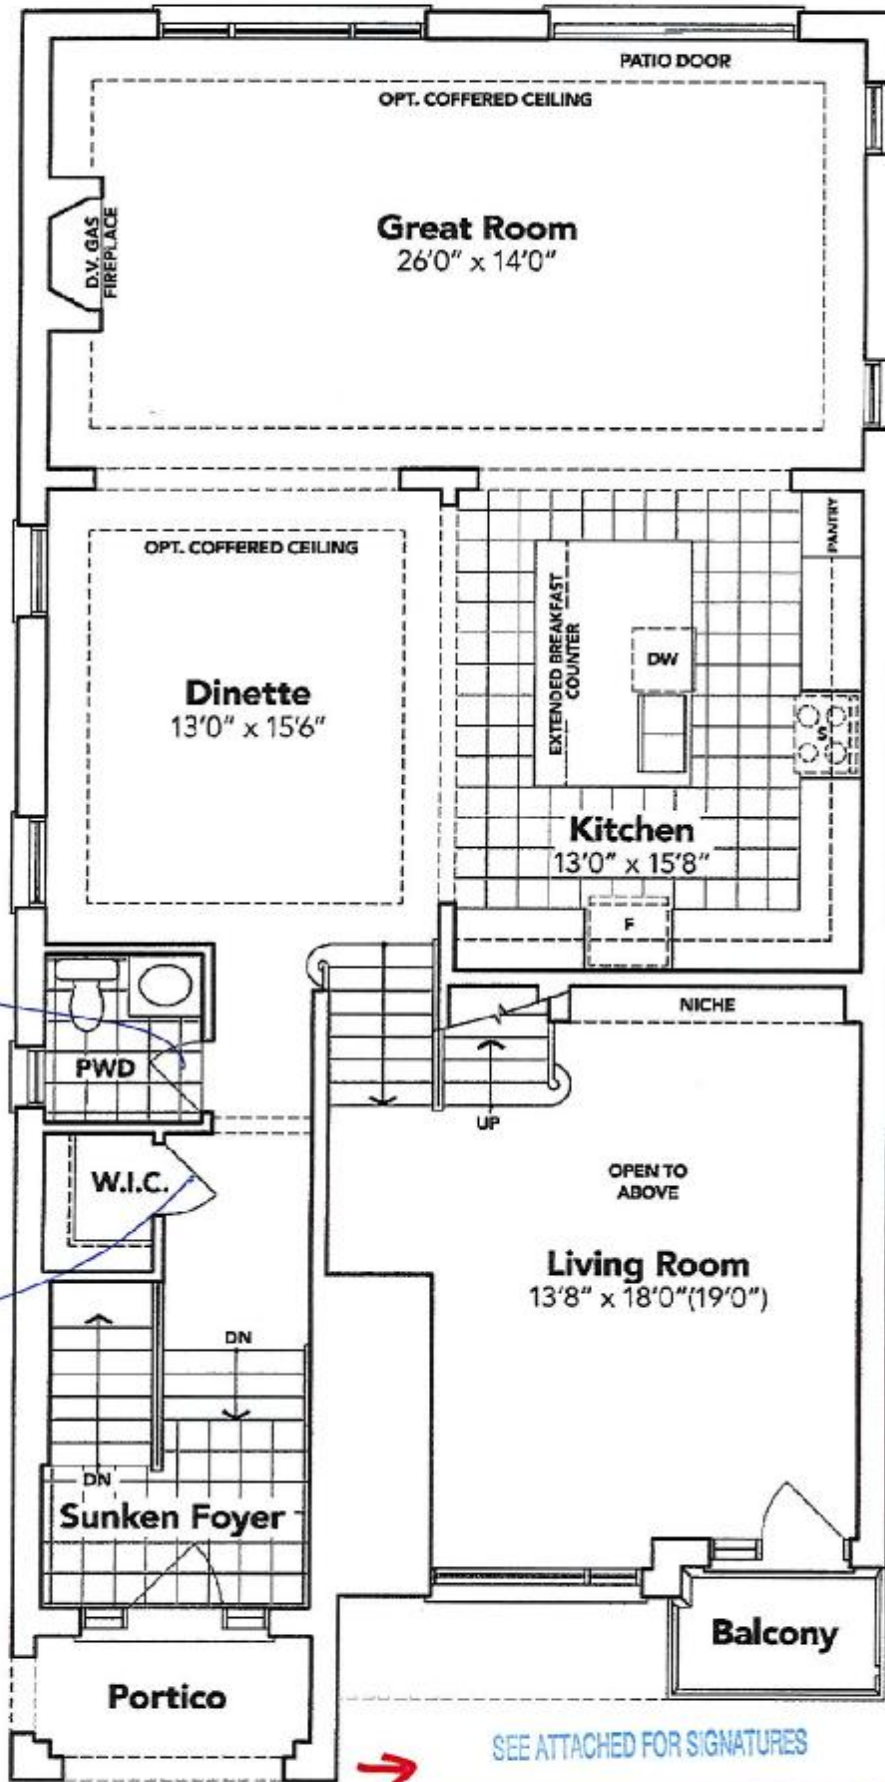 PATIO DOOR
OPT. COFFERED CEILING
Great Room
26'0" x 14'0"
D.V. GAS
FIREPLACE
OPT. COFFERED CEILING
Dinette
13'0" x 15'6"
EXTENDED BREAKFAST
COUNTER
DW
PANTRY
S
Kitchen
13'0" x 15'8"
F
NICHE
PWD
UP
W.I.C.
OPEN TO
ABOVE
Living Room
13'8" x 18'0"(19'0")
DN
DN
Sunken Foyer
Balcony
Portico
SEE ATTACHED FOR SIGNATURES